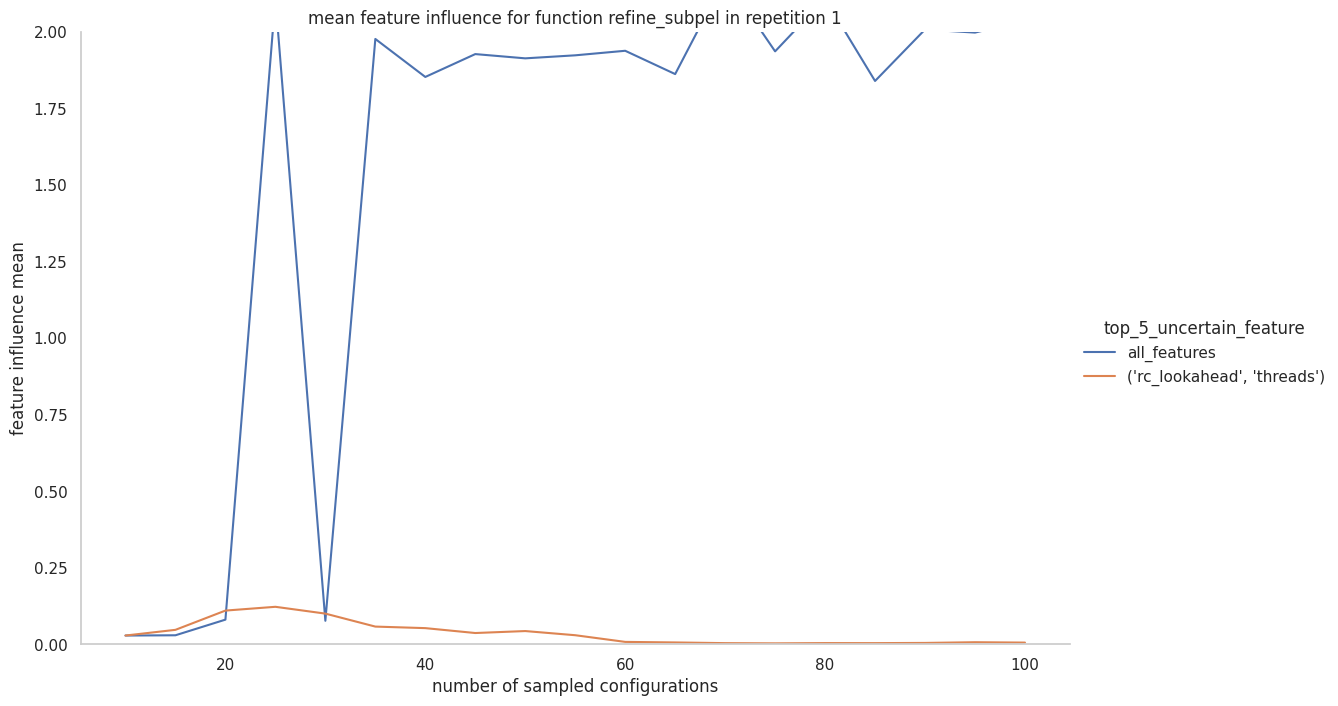 mean feature influence for function refine_subpel in repetition 1
2.00
1.75
1.50
1.25
1.00
0.75
0.50
0.25
0.00
feature influence mean
20
40
60
80
100
number of sampled configurations
top_5_uncertain_feature
all_features
('rc_lookahead', 'threads')